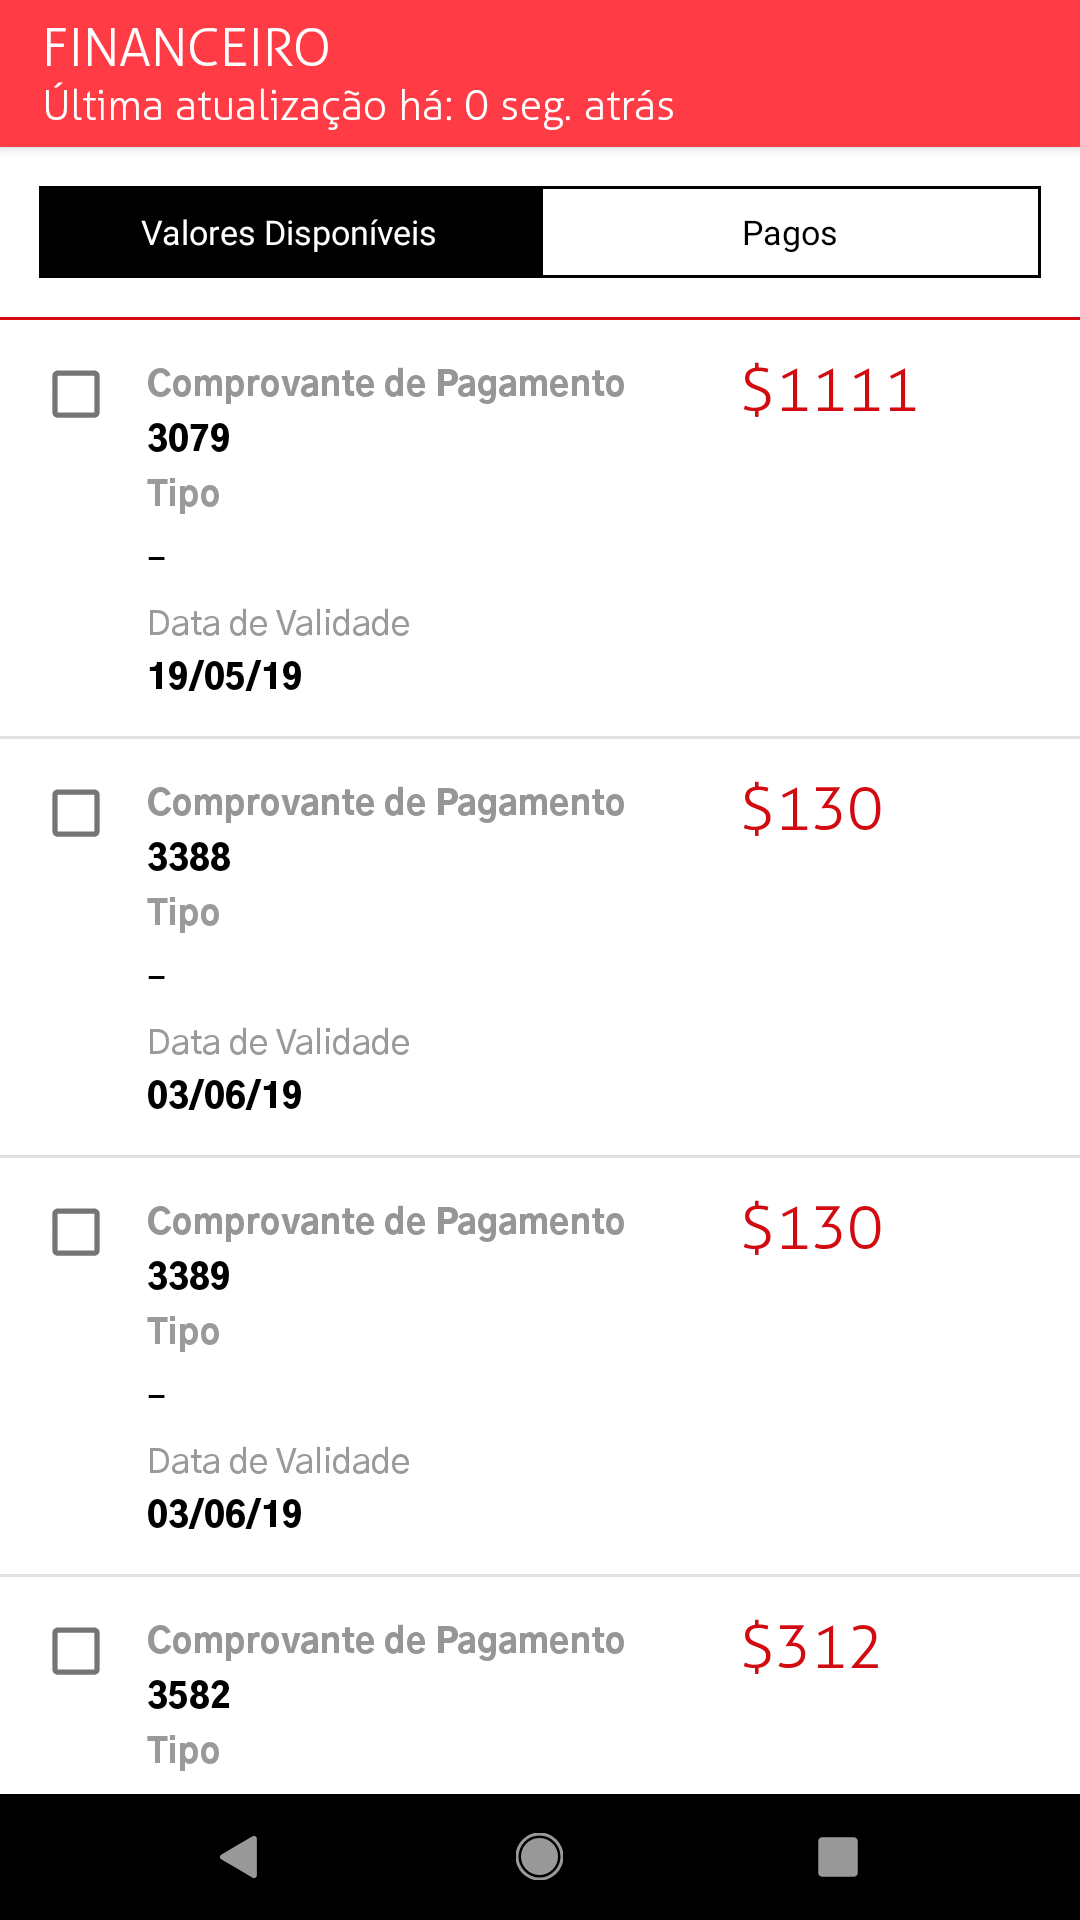 FINANCEIRO
Última atualização há: 0 seg. atrás
Valores Disponíveis
Pagos
Comprovante de Pagamento
$1111
3079
Tipo
-
Data de Validade
19/05/19
Comprovante de Pagamento
$130
3388
Tipo
-
Data de Validade
03/06/19
Comprovante de Pagamento
$130
3389
Tipo
-
Data de Validade
03/06/19
Comprovante de Pagamento
$312
3582
Tipo